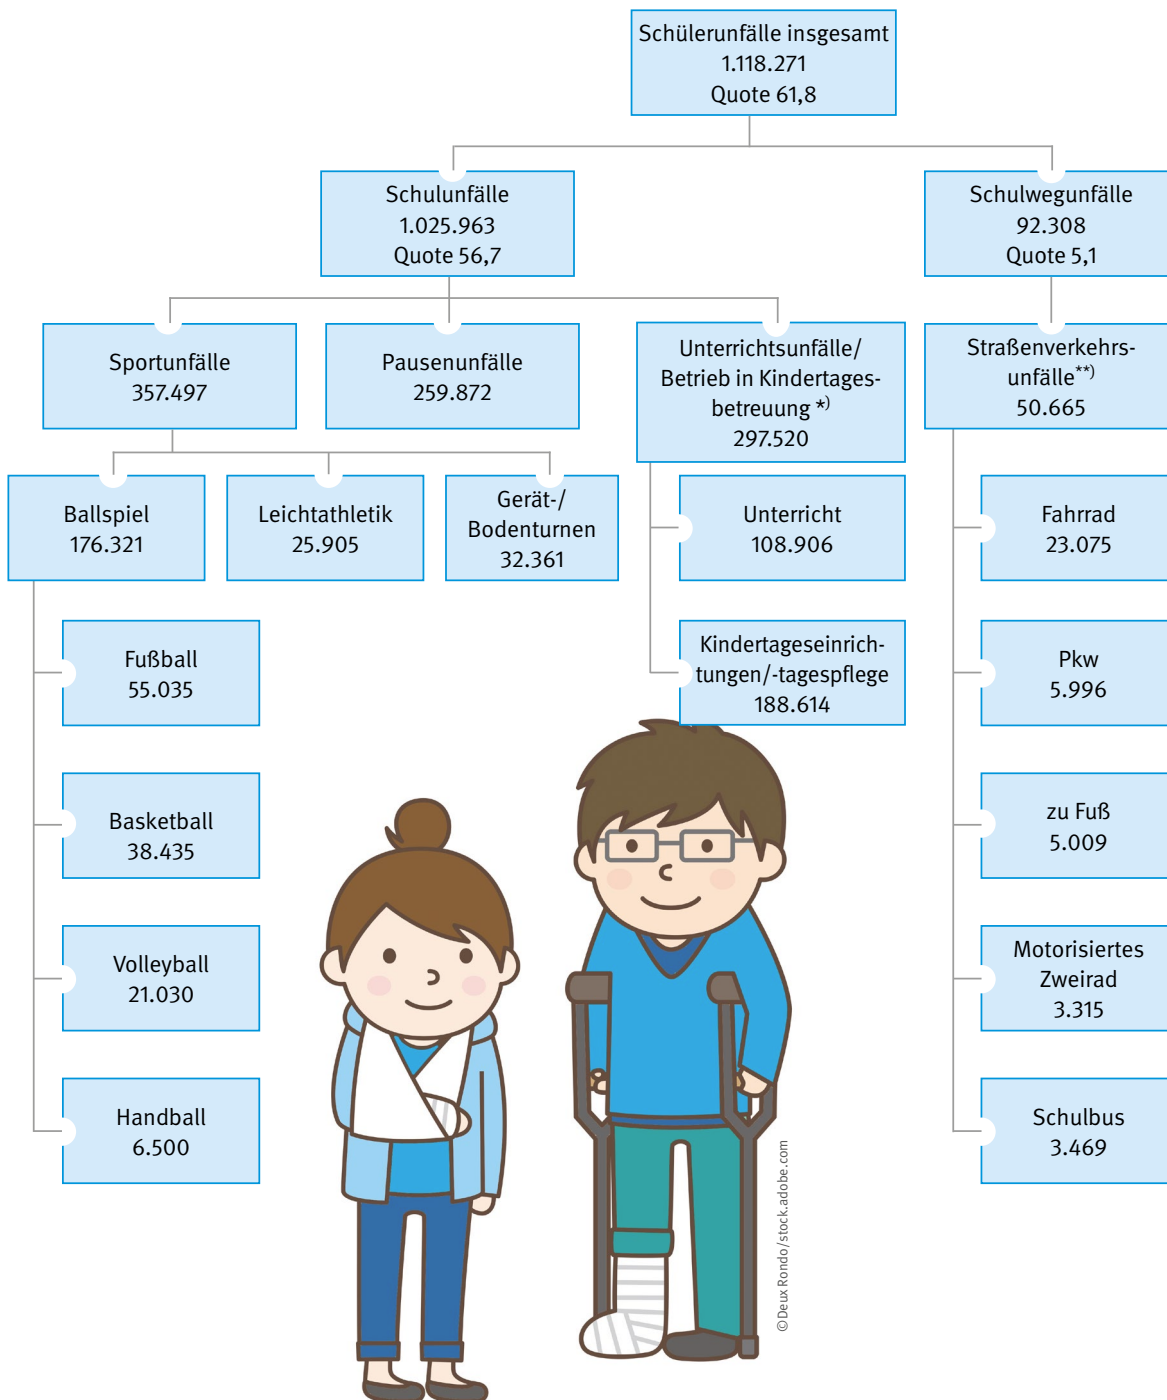 Schülerunfälle insgesamt
1.118.271
Quote 61,8
Schulunfälle
1.025.963
Quote 56,7
Schulwegunfälle
92.308
Quote 5,1
Sportunfälle
357.497
Pausenunfälle
259.872
Unterrichtsunfälle/
Betrieb in Kindertages-
betreuung *)
297.520
Straßenverkehrs-
unfälle**)
50.665
Ballspiel
176.321
Leichtathletik
25.905
Gerät-/
Bodenturnen
32.361
Unterricht
108.906
Fahrrad
23.075
Fußball
55.035
Kindertageseinrich-
tungen/-tagespflege
188.614
Pkw
5.996
Basketball
38.435
zu Fuß
5.009
Volleyball
21.030
Motorisiertes
Zweirad
3.315
Handball
6.500
Schulbus
3.469
©Deux Rondo/stock.adobe.com